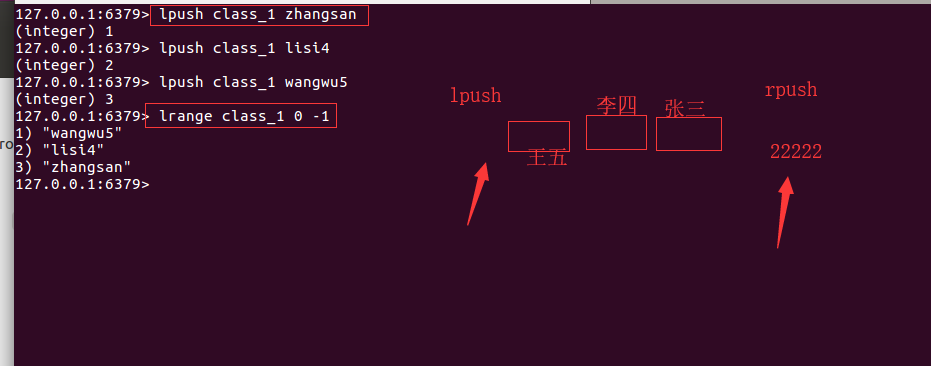 127.0.0.1:6379> lpush class_1 zhangsan
(integer) 1
127.0.0.1:6379> lpush class_1 lisi4
(integer) 2
127.0.0.1:6379> lpush class_1 wangwu5
(integer) 3
127.0.0.1:6379> lrange class_1 0 -1
1) "wangwu5"
2) "lisi4"
3) "zhangsan"
127.0.0.1:6379>
lpush
李四
张三
rpush
王五
22222
ro